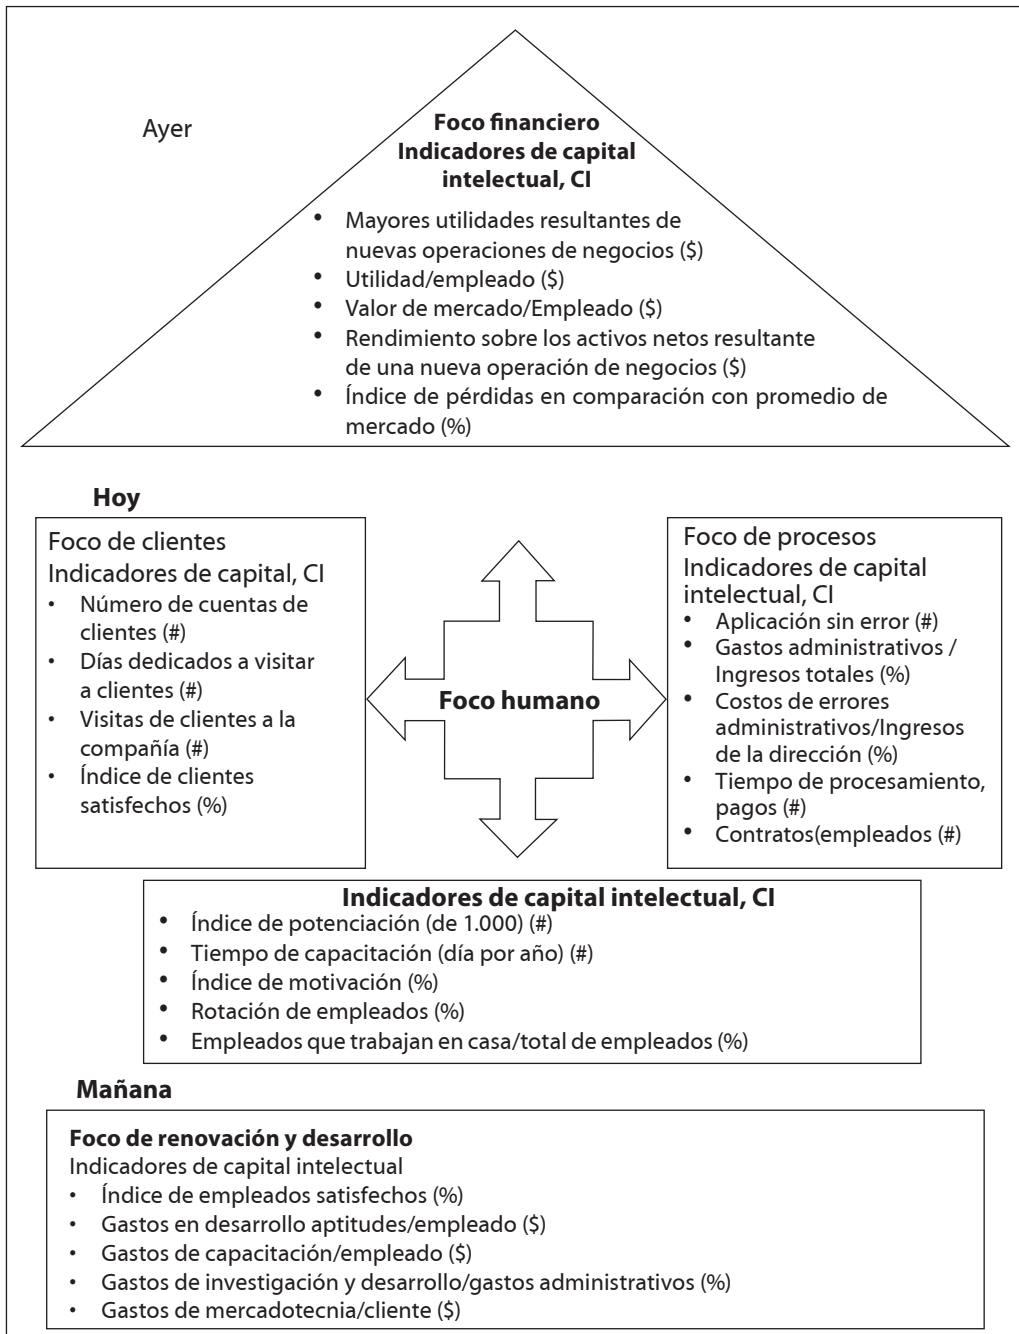 Ayer
Foco financiero
Indicadores de capital
intelectual, CI
• Mayores utilidades resultantes de
nuevas operaciones de negocios ($)
• Utilidad/empleado ($)
• Valor de mercado/Empleado ($)
• Rendimiento sobre los activos netos resultante
de una nueva operación de negocios ($)
• Índice de pérdidas en comparación con promedio de
mercado (%)
Hoy
Foco de clientes
Indicadores de capital, CI
• Número de cuentas de
clientes (#)
• Días dedicados a visitar
a clientes (#)
• Visitas de clientes a la
compañía (#)
• Índice de clientes
satisfechos (%)
Foco humano
Foco de procesos
Indicadores de capital
intelectual, CI
• Aplicación sin error (#)
• Gastos administrativos /
Ingresos totales (%)
• Costos de errores
administrativos/Ingresos
de la dirección (%)
• Tiempo de procesamiento,
pagos (#)
• Contratos(empleados (#)
Indicadores de capital intelectual, CI
• Índice de potenciación (de 1.000) (#)
• Tiempo de capacitación (día por año) (#)
• Índice de motivación (%)
• Rotación de empleados (%)
• Empleados que trabajan en casa/total de empleados (%)
Mañana
Foco de renovación y desarrollo
Indicadores de capital intelectual
• Índice de empleados satisfechos (%)
• Gastos en desarrollo aptitudes/empleado ($)
• Gastos de capacitación/empleado ($)
• Gastos de investigación y desarrollo/gastos administrativos (%)
• Gastos de mercadotecnia/cliente ($)